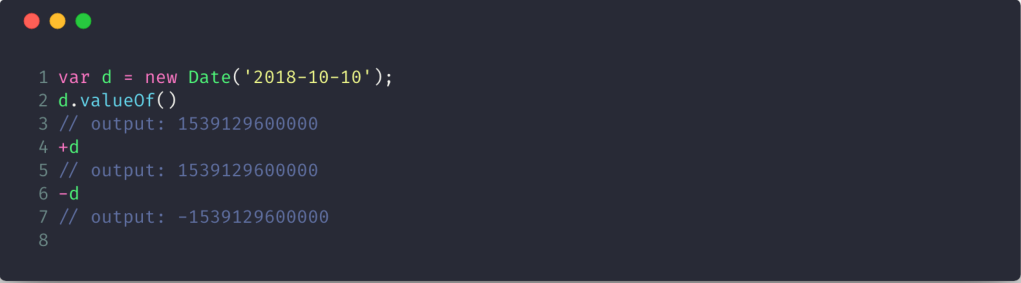 1 var d = new Date('2018-10-10');
2 d.valueOf()
3 // output: 1539129600000
4 +d
5 // output: 1539129600000
6 -d
7 // output: -1539129600000
8